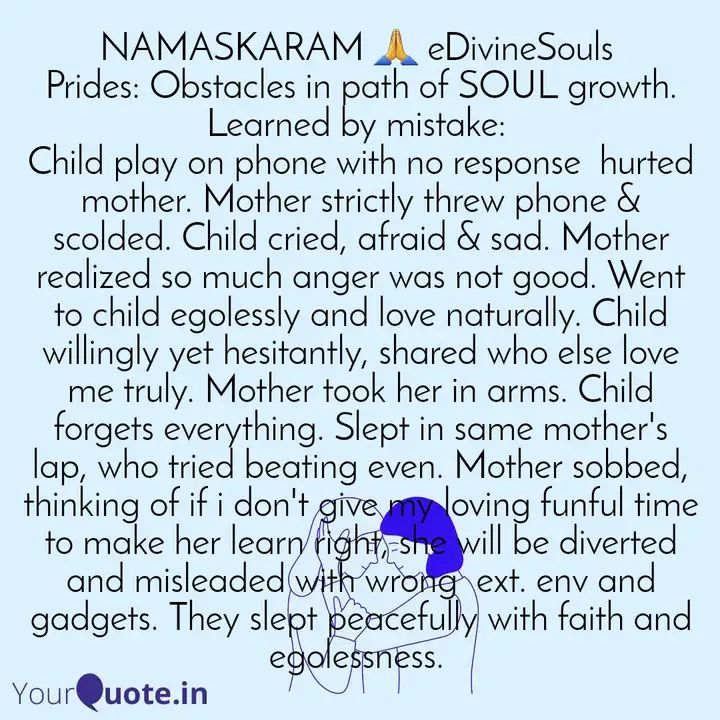 NAMASKARAM 🙏 eDivineSouls
Prides: Obstacles in path of SOUL growth.
Learned by mistake:
Child play on phone with no response  hurted
mother. Mother strictly threw phone &
scolded. Child cried, afraid & sad. Mother
realized so much anger was not good. Went
to child egolessly and love naturally. Child
willingly yet hesitantly, shared who else love
me truly. Mother took her in arms. Child
forgets everything. Slept in same mother's
lap, who tried beating even. Mother sobbed,
thinking of if i don't give my loving funful time
to make her learn right, she will be diverted
and misleaded with wrong  ext. env and
gadgets. They slept peacefully with faith and
egolessness.
YourQuote.in